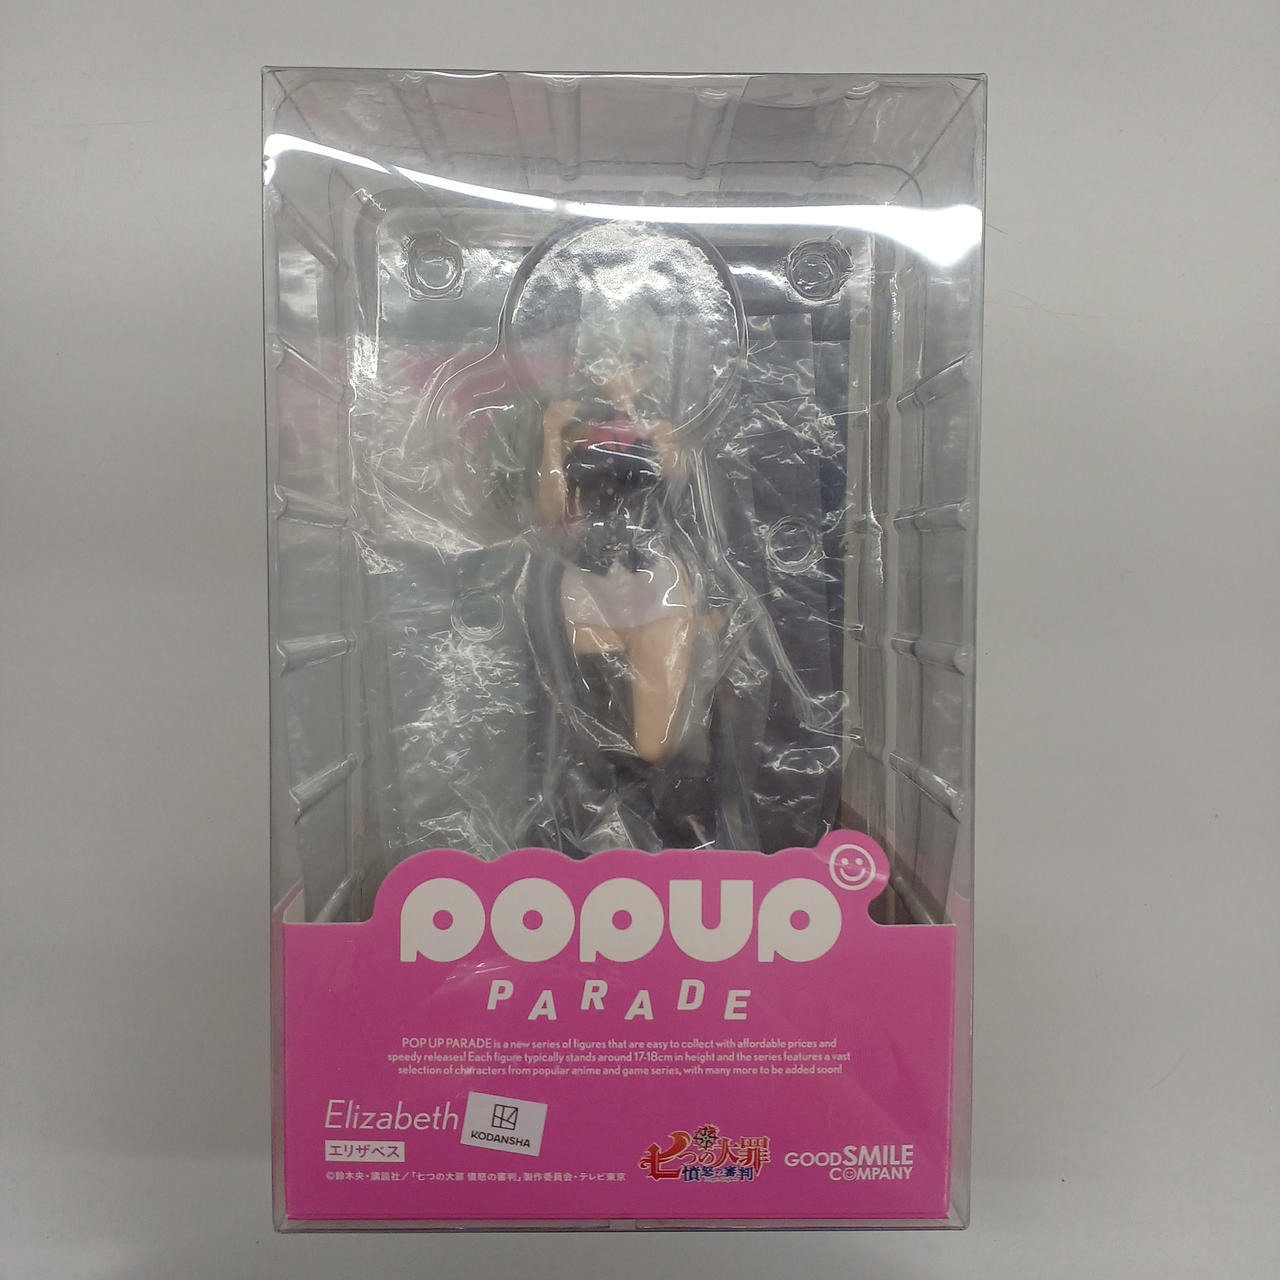 POPUP
PARADE
POP UP PARADE is a new series of figures that are easy to collect with affordable prices and
speedy releases! Each figure typically stands around 17-18cm in height and the series features a vast
selection of characters from popular anime and game series, with many more to be added soon!
Elizabeth
KODANSHA
エリザベス
七つの大罪
憤怒の審判
GOOD SMILE
COMPANY
©鈴木央・講談社／「七つの大罪 憤怒の審判」製作委員会・テレビ東京